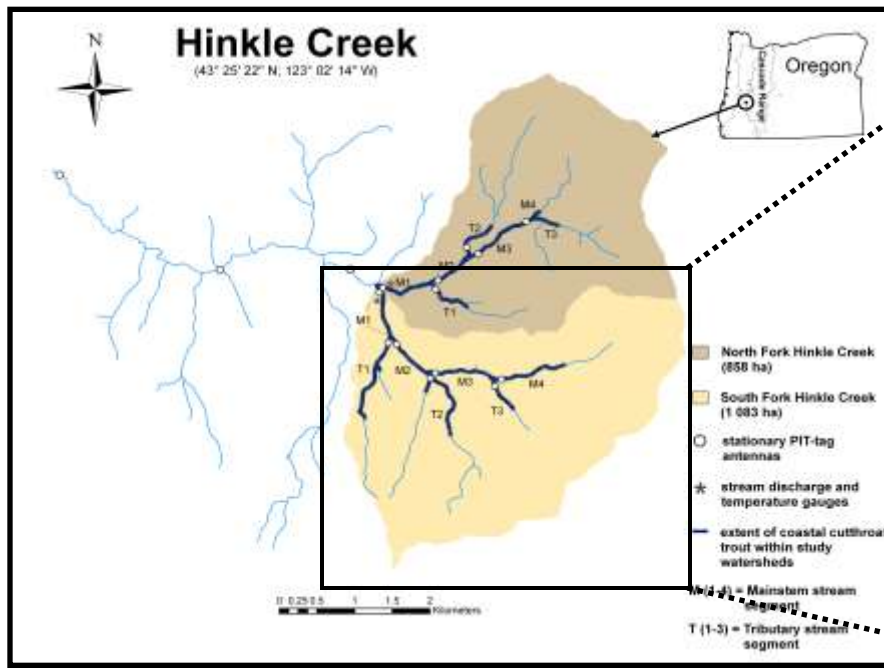 Hinkle Creek
(43° 25' 22" N, 123° 02' 14" W)
N
Oregon
Cascade Range
M4
T2
T3
M3
M2
M1
T1
M1
T1
M2
M3
M4
T2
T3
North Fork Hinkle Creek
(858 ha)
South Fork Hinkle Creek
(1 083 ha)
stationary PIT-tag
antennas
stream discharge and
temperature gauges
extent of coastal cutthroat
trout within study
watersheds
M (1-4) = Mainstem stream
segment
T (1-3) = Tributary stream
segment
0 0.25 0.5 1 1.5 2
Kilometers